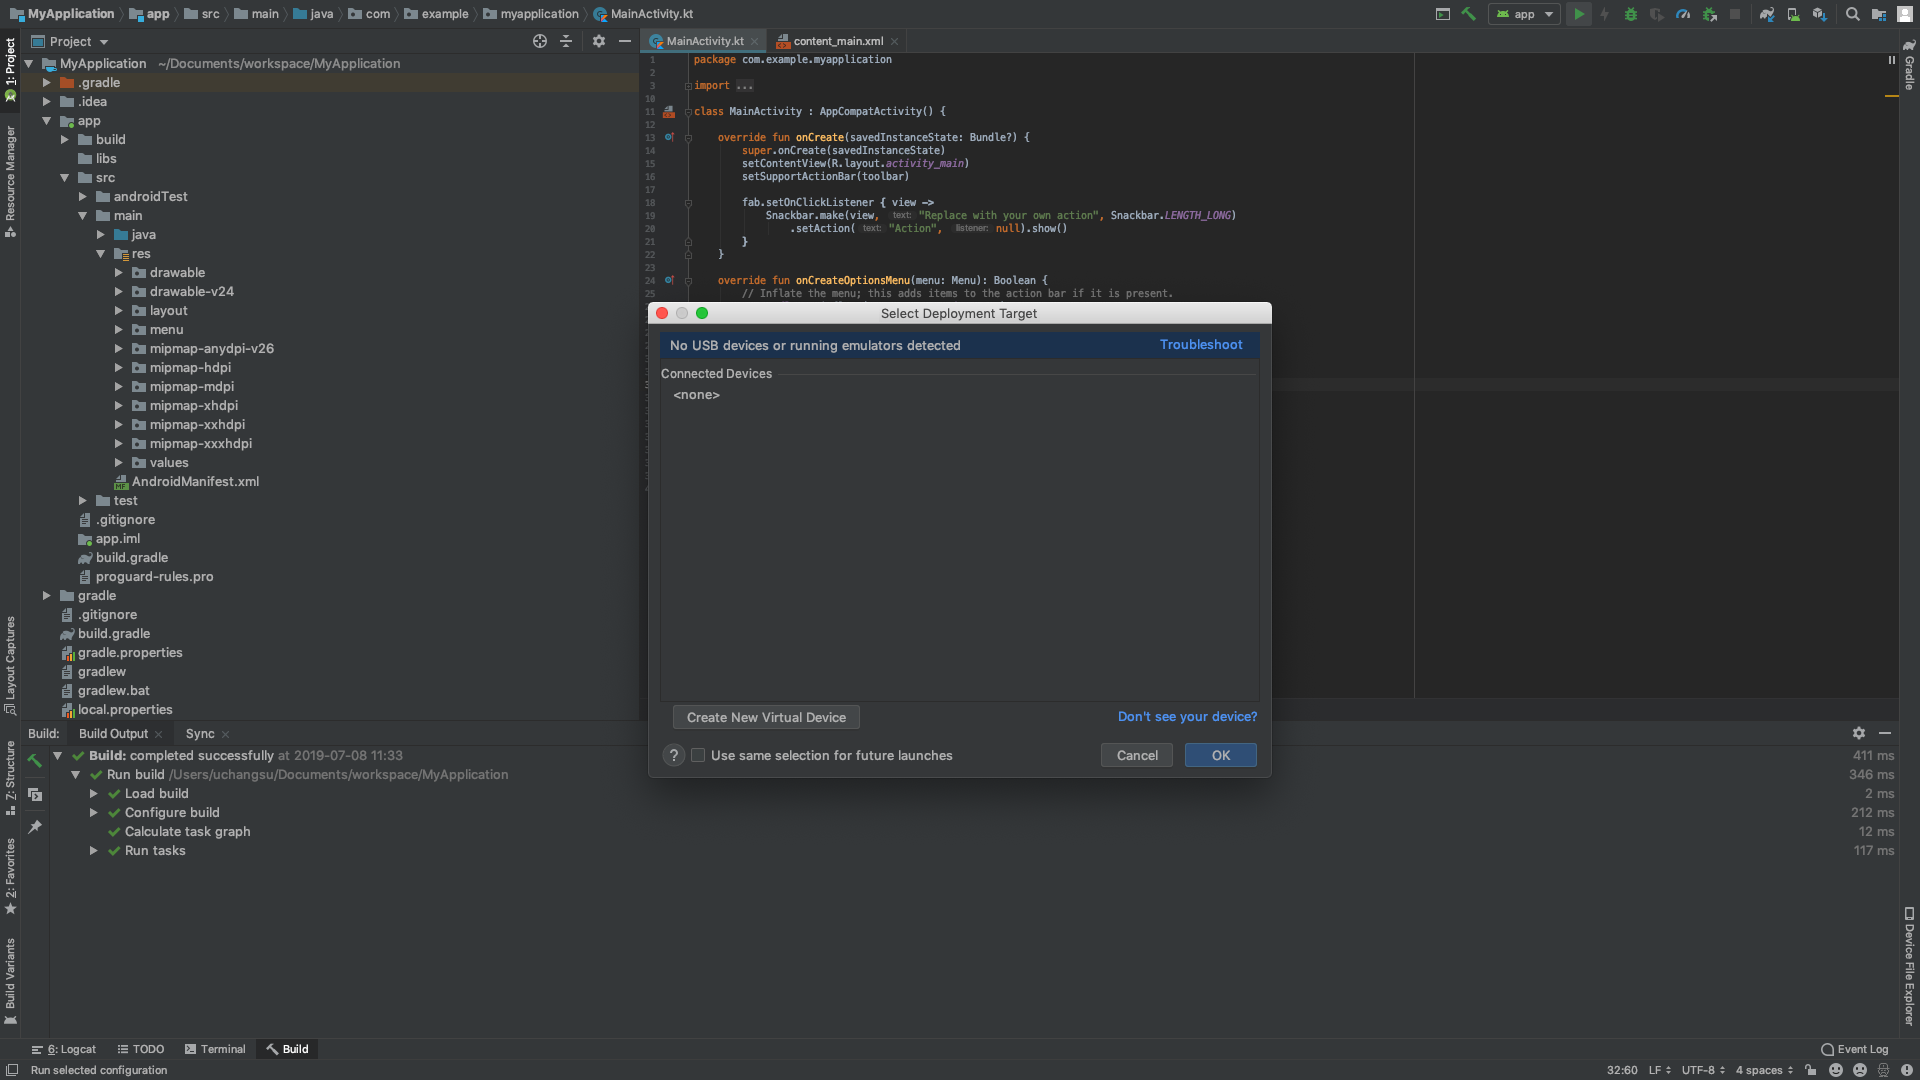 MyApplication app src main java com example myapplication MainActivity.kt
app
Project
MainActivity.kt
content_main.xml
1: Project
Resource Manager
Layout Captures
Z: Structure
2: Favorites
Build Variants
Gradle
Device File Explorer
MyApplication ~/Documents/workspace/MyApplication
.gradle
.idea
app
build
libs
src
androidTest
main
java
res
drawable
drawable-v24
layout
menu
mipmap-anydpi-v26
mipmap-hdpi
mipmap-mdpi
mipmap-xhdpi
mipmap-xxhdpi
mipmap-xxxhdpi
values
AndroidManifest.xml
test
.gitignore
app.iml
build.gradle
proguard-rules.pro
gradle
.gitignore
build.gradle
gradle.properties
gradlew
gradlew.bat
local.properties
1 package com.example.myapplication
2
3 import ...
10
11 class MainActivity : AppCompatActivity() {
12
13 override fun onCreate(savedInstanceState: Bundle?) {
14 super.onCreate(savedInstanceState)
15 setContentView(R.layout.activity_main)
16 setSupportActionBar(toolbar)
17
18 fab.setOnClickListener { view ->
19 Snackbar.make(view, text: "Replace with your own action", Snackbar.LENGTH_LONG)
20 .setAction( text: "Action", listener: null).show()
21 }
22 }
23
24 override fun onCreateOptionsMenu(menu: Menu): Boolean {
25 // Inflate the menu; this adds items to the action bar if it is present.
Select Deployment Target
No USB devices or running emulators detected Troubleshoot
Connected Devices
<none>
Create New Virtual Device
Don't see your device?
? Use same selection for future launches
Cancel
OK
Build: Build Output Sync
Build: completed successfully at 2019-07-08 11:33 411 ms
Run build /Users/uchangsu/Documents/workspace/MyApplication 346 ms
Load build 2 ms
Configure build 212 ms
Calculate task graph 12 ms
Run tasks 117 ms
6: Logcat TODO Terminal Build Event Log
Run selected configuration 32:60 LF UTF-8 4 spaces